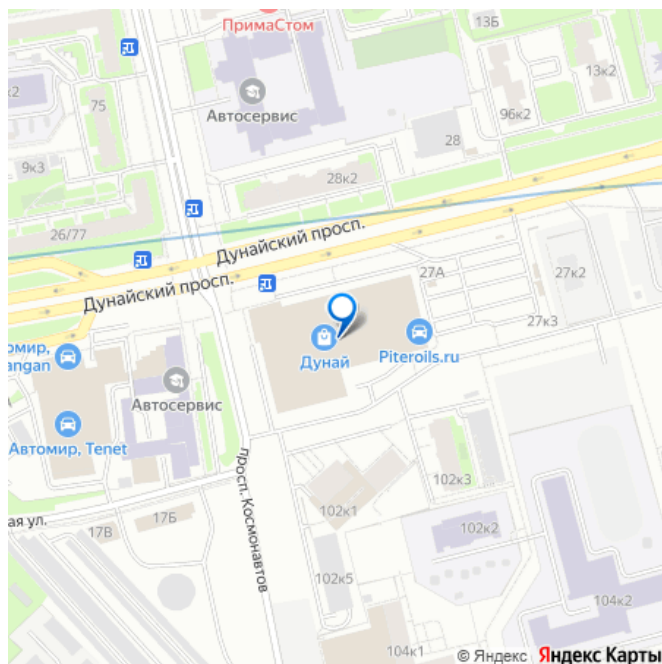 13Б
ПримаСтом
к2
75
Автосервис
13к2
96к2
9к3
28
28к2
26/77
Дунайский просп.
Дунайский просп.
27А
27к2
27к3
Дунай
Piteroils.ru
томир,
angan
Автосервис
Автомир, Tenet
просп. Космонавтов
ая ул.
17В
17Б
102к1
102к3
102к2
102к5
104к2
104к1
© Яндекс Яндекс Карты